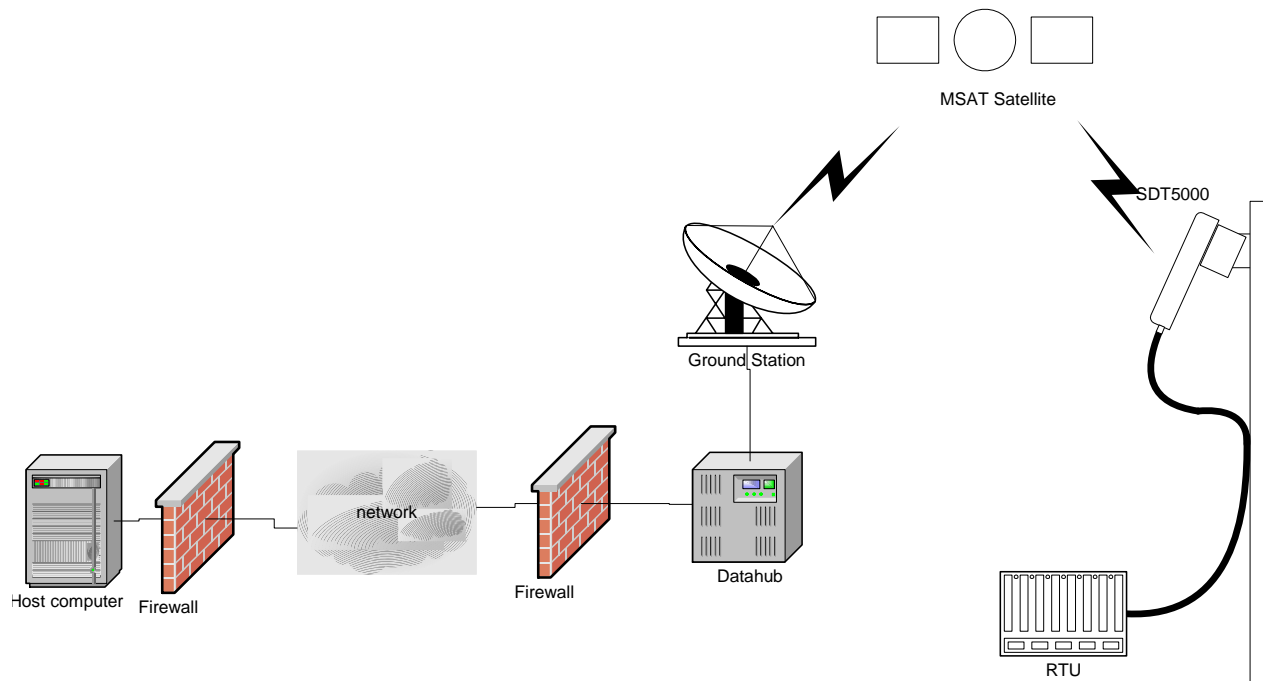 MSAT Satellite
SDT5000
Ground Station
network
Host computer
Firewall
Firewall
Datahub
RTU